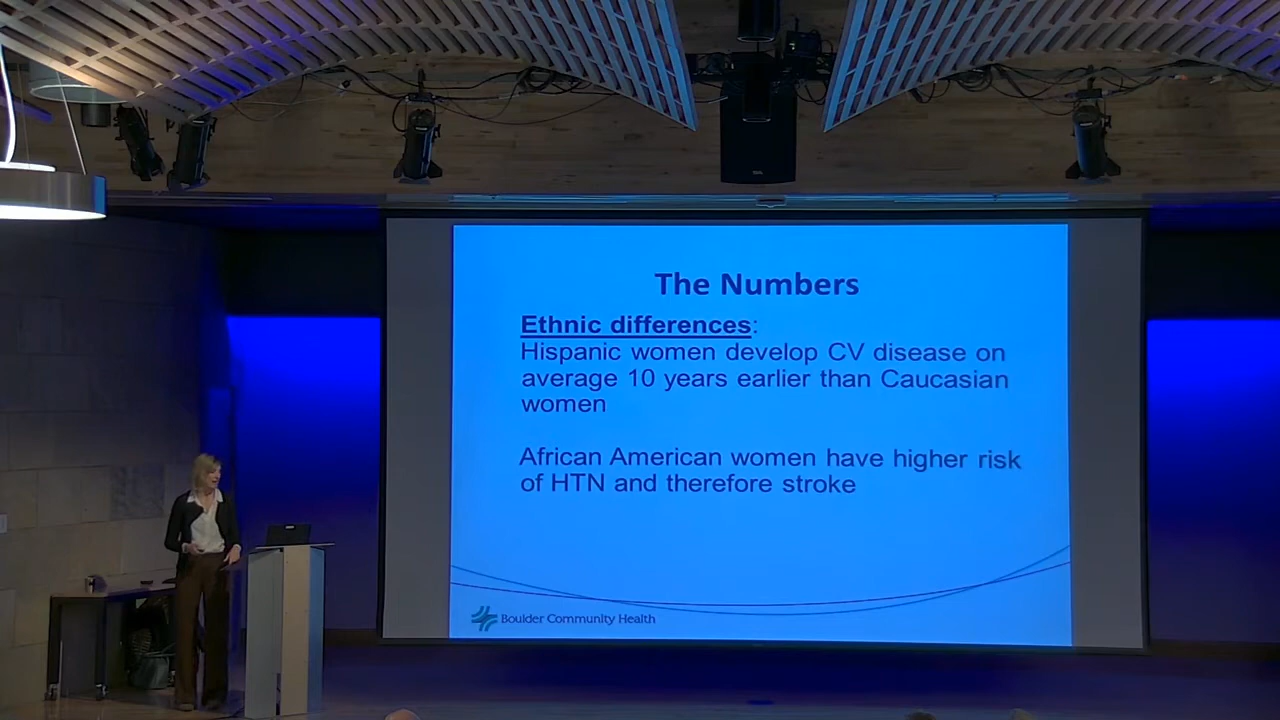 The Numbers
Ethnic differences:
Hispanic women develop CV disease on
average 10 years earlier than Caucasian
women
African American women have higher risk
of HTN and therefore stroke
Boulder Community Health